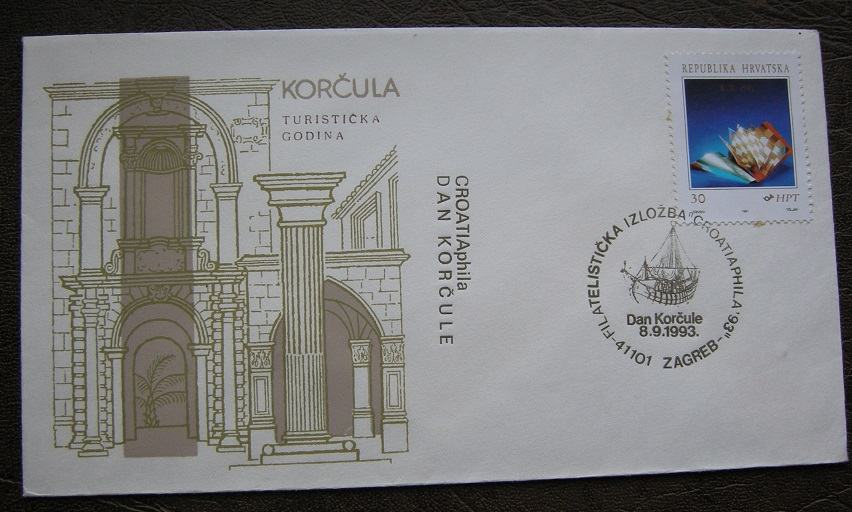 KORČULA
TURISTIČKA
GODINA
CROATIAphila
DAN KORČULE
REPUBLIKA HRVATSKA
30 HPT
FILATELISTIČKA IZLOŽBA "CROATIAPHILA '93"
Dan Korčule
8.9.1993.
41101 ZAGREB